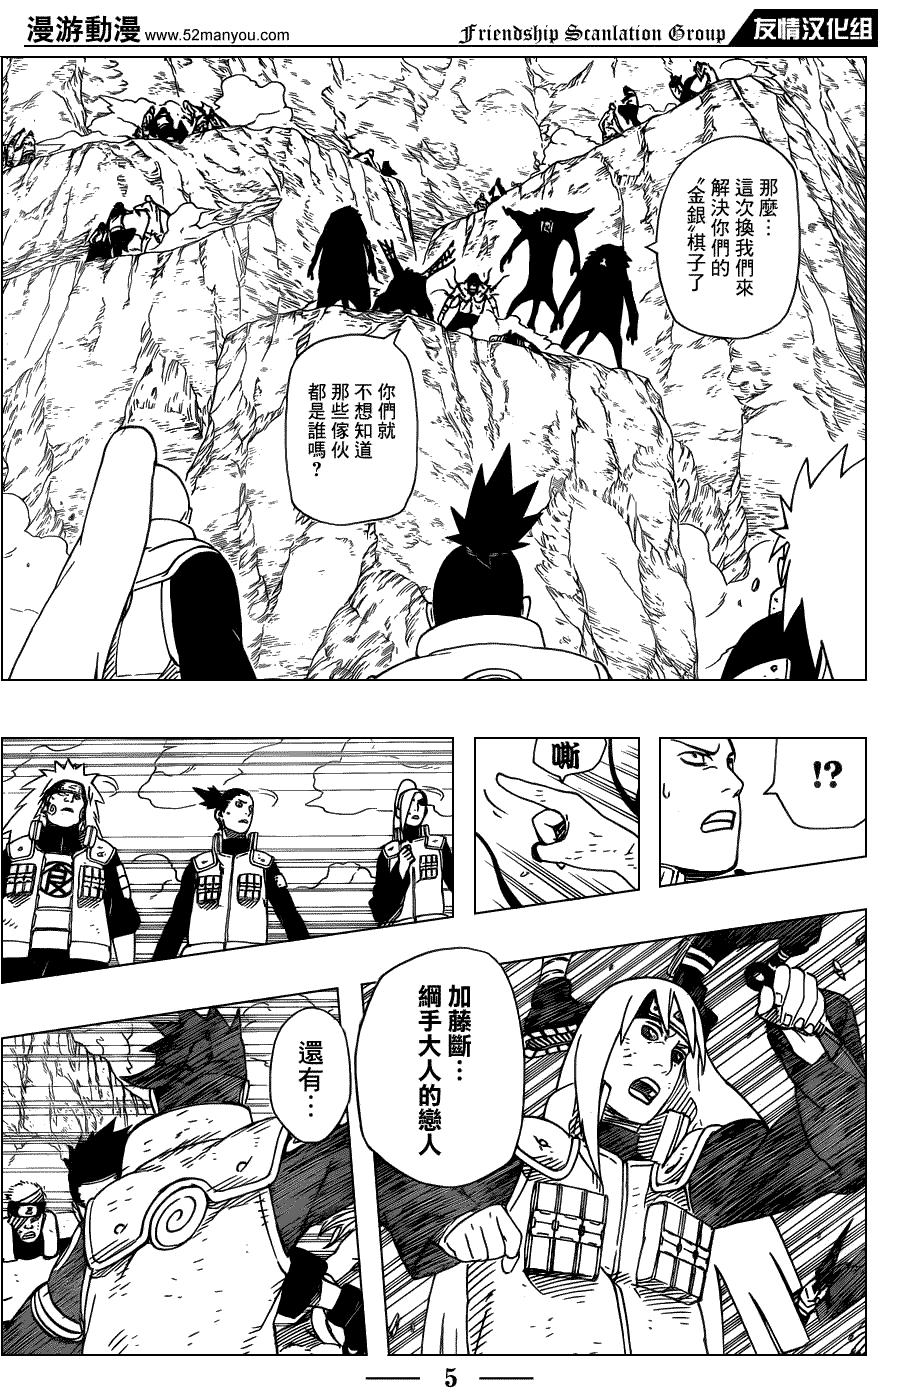 漫游動漫 www.52manyou.com
Friendship Scanlation Group
友情汉化组
那麼…
這次換我們來
解決你們的
〝金銀〞棋子了
你們就
不想知道
那些傢伙
都是誰嗎?
!?
嘶
加藤斷…
綱手大人的戀人
還有…
食
5